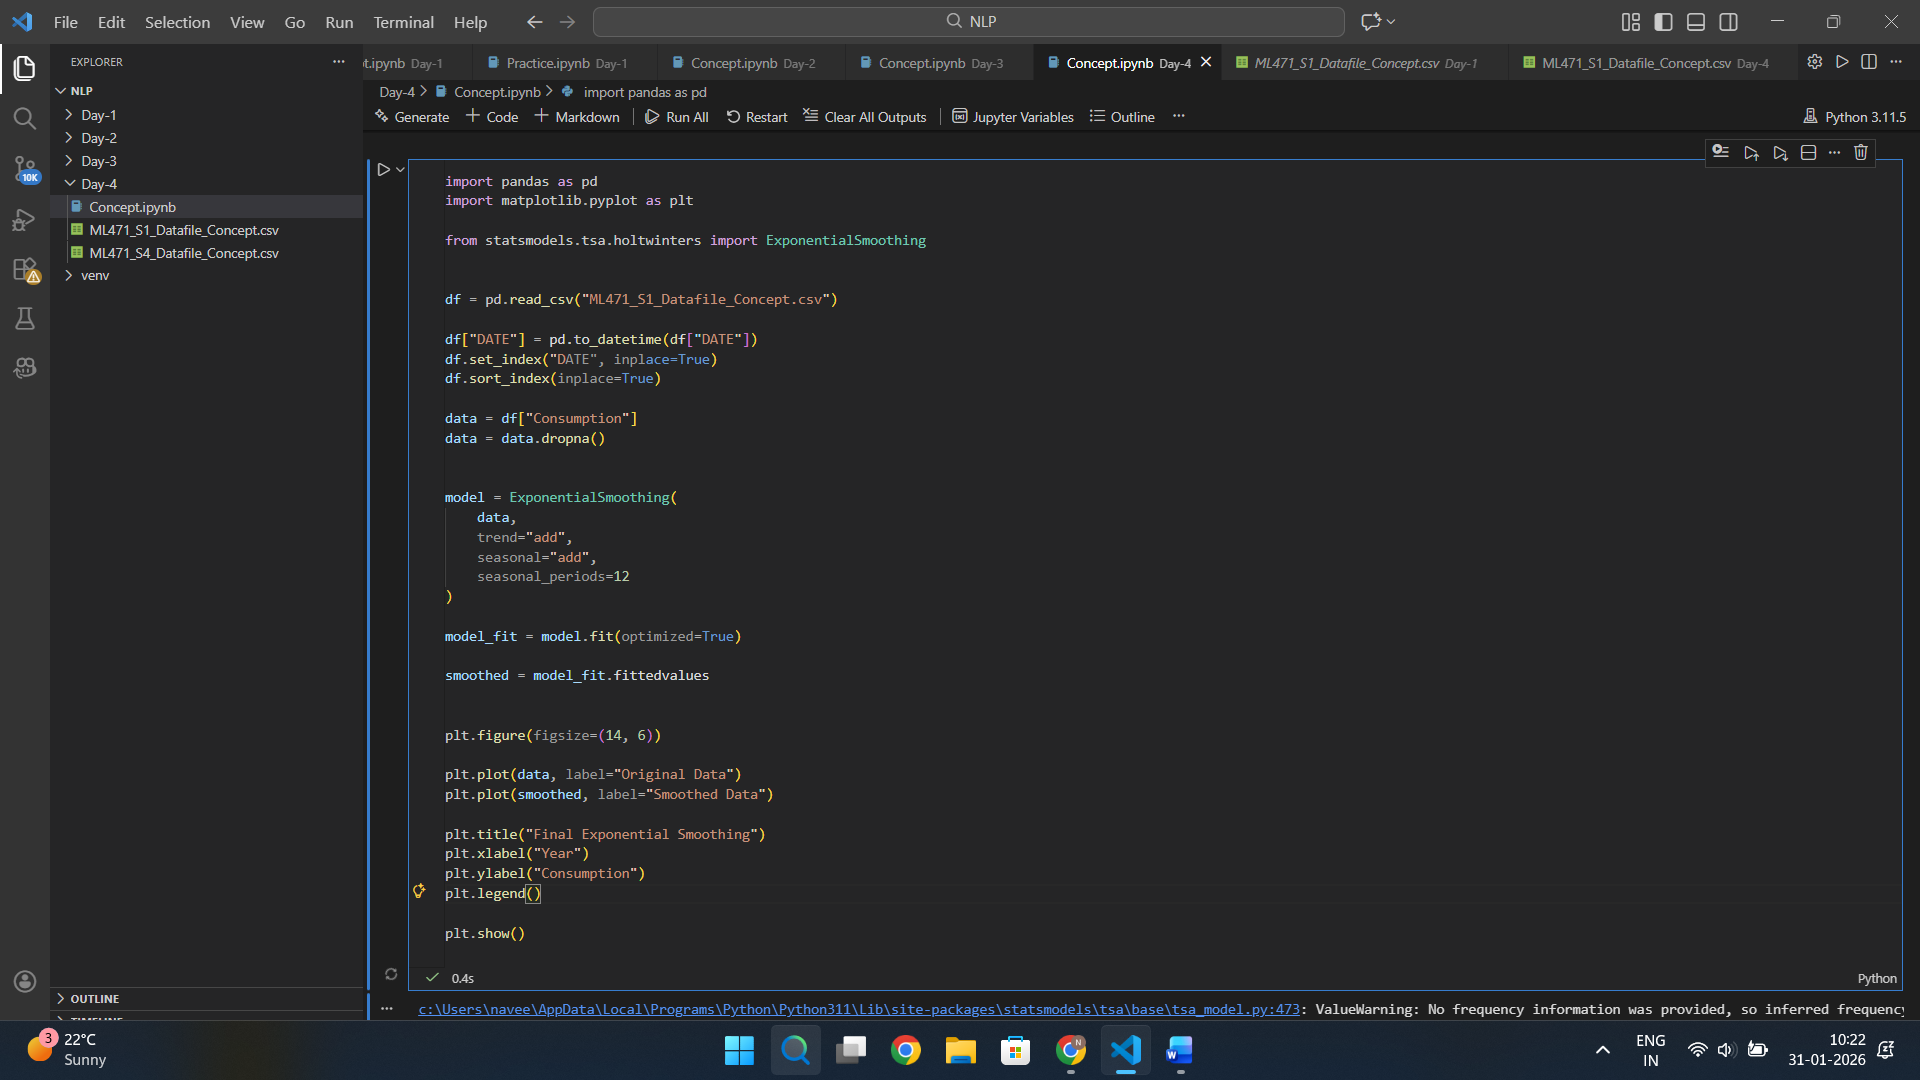 File Edit Selection View Go Run Terminal Help
NLP
EXPLORER
NLP
Day-1
Day-2
Day-3
Day-4
Concept.ipynb
ML471_S1_Datafile_Concept.csv
ML471_S4_Datafile_Concept.csv
venv
OUTLINE
10K
t.ipynb Day-1
Practice.ipynb Day-1
Concept.ipynb Day-2
Concept.ipynb Day-3
Concept.ipynb Day-4
ML471_S1_Datafile_Concept.csv Day-1
ML471_S1_Datafile_Concept.csv Day-4
Day-4 > Concept.ipynb > import pandas as pd
Generate + Code + Markdown Run All Restart Clear All Outputs Jupyter Variables Outline ...
Python 3.11.5
import pandas as pd
import matplotlib.pyplot as plt
from statsmodels.tsa.holtwinters import ExponentialSmoothing
df = pd.read_csv("ML471_S1_Datafile_Concept.csv")
df["DATE"] = pd.to_datetime(df["DATE"])
df.set_index("DATE", inplace=True)
df.sort_index(inplace=True)
data = df["Consumption"]
data = data.dropna()
model = ExponentialSmoothing(
data,
trend="add",
seasonal="add",
seasonal_periods=12
)
model_fit = model.fit(optimized=True)
smoothed = model_fit.fittedvalues
plt.figure(figsize=(14, 6))
plt.plot(data, label="Original Data")
plt.plot(smoothed, label="Smoothed Data")
plt.title("Final Exponential Smoothing")
plt.xlabel("Year")
plt.ylabel("Consumption")
plt.legend()
plt.show()
0.4s
Python
c:\Users\navee\AppData\Local\Programs\Python\Python311\Lib\site-packages\statsmodels\tsa\base\tsa_model.py:473: ValueWarning: No frequency information was provided, so inferred frequency
3
22°C
Sunny
N
W
ENG
IN
10:22
31-01-2026